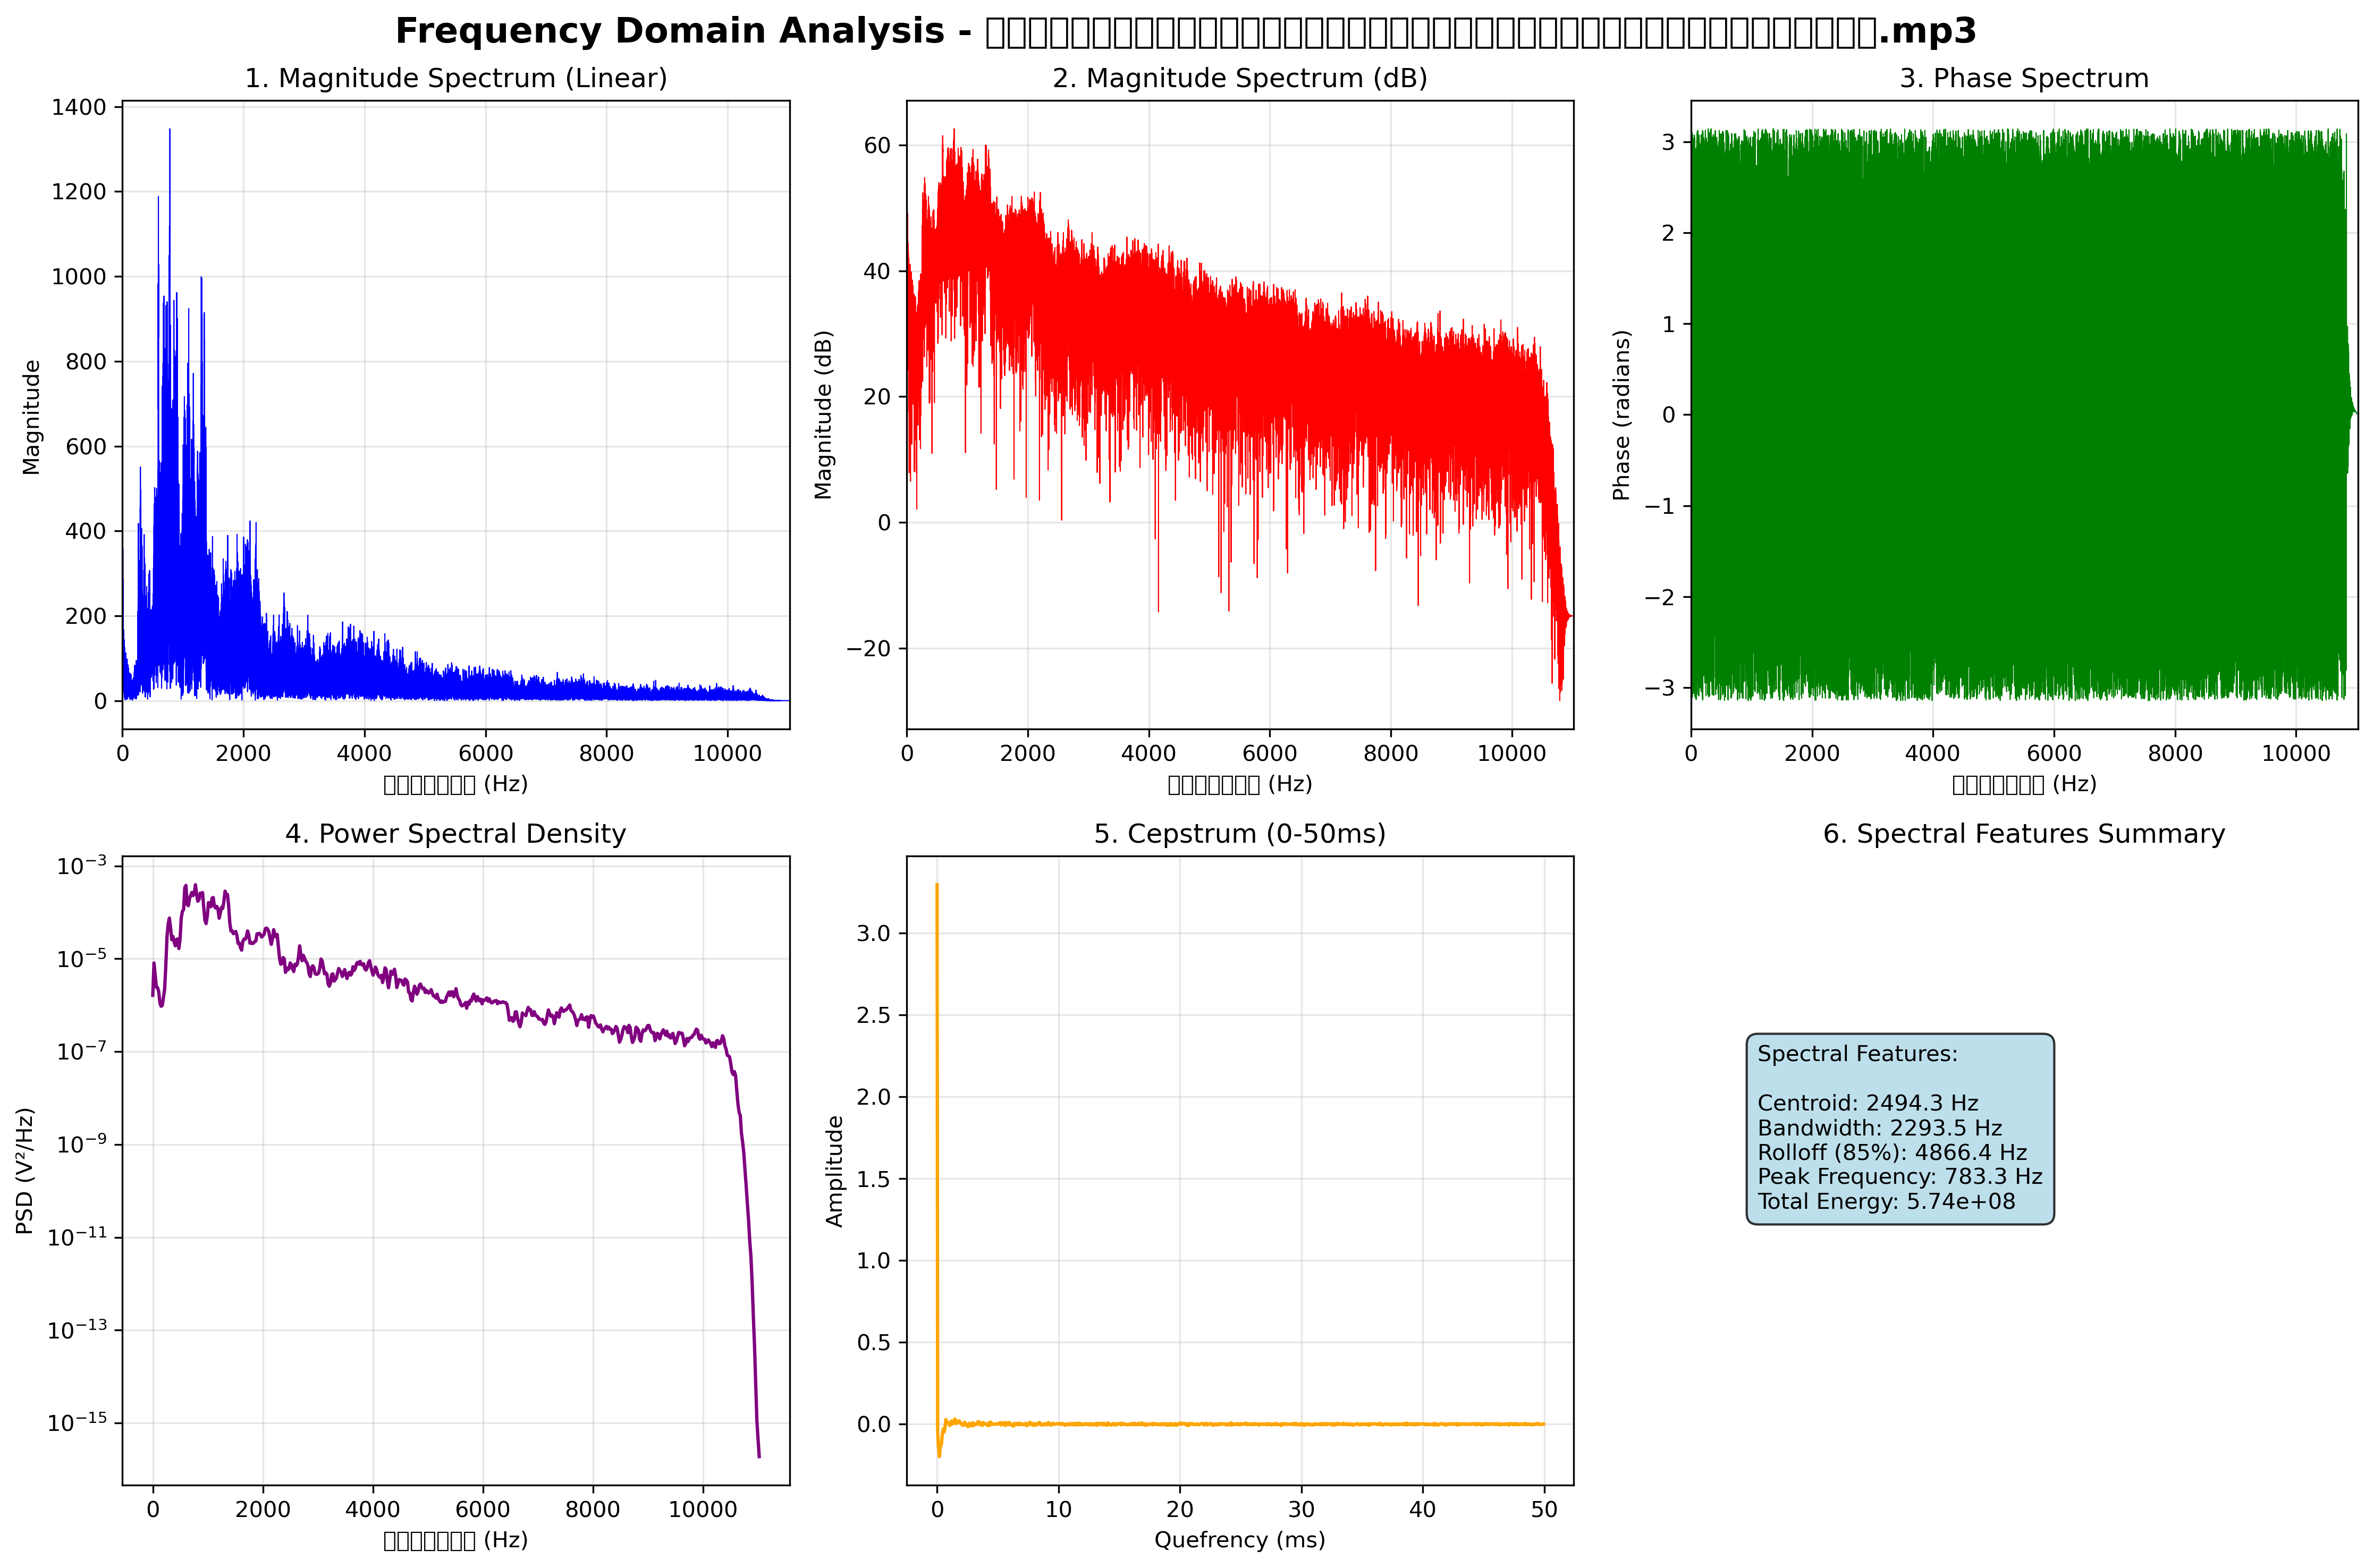 Frequency Domain Analysis - .mp3
1. Magnitude Spectrum (Linear)
1400
1200
1000
800
600
400
200
0
Magnitude
0 2000 4000 6000 8000 10000
(Hz)
2. Magnitude Spectrum (dB)
60
40
20
0
−20
Magnitude (dB)
0 2000 4000 6000 8000 10000
(Hz)
3. Phase Spectrum
3
2
1
0
−1
−2
−3
Phase (radians)
0 2000 4000 6000 8000 10000
(Hz)
4. Power Spectral Density
10⁻³
10⁻⁵
10⁻⁷
10⁻⁹
10⁻¹¹
10⁻¹³
10⁻¹⁵
PSD (V²/Hz)
0 2000 4000 6000 8000 10000
(Hz)
5. Cepstrum (0-50ms)
3.0
2.5
2.0
1.5
1.0
0.5
0.0
Amplitude
0 10 20 30 40 50
Quefrency (ms)
6. Spectral Features Summary
Spectral Features:
Centroid: 2494.3 Hz
Bandwidth: 2293.5 Hz
Rolloff (85%): 4866.4 Hz
Peak Frequency: 783.3 Hz
Total Energy: 5.74e+08